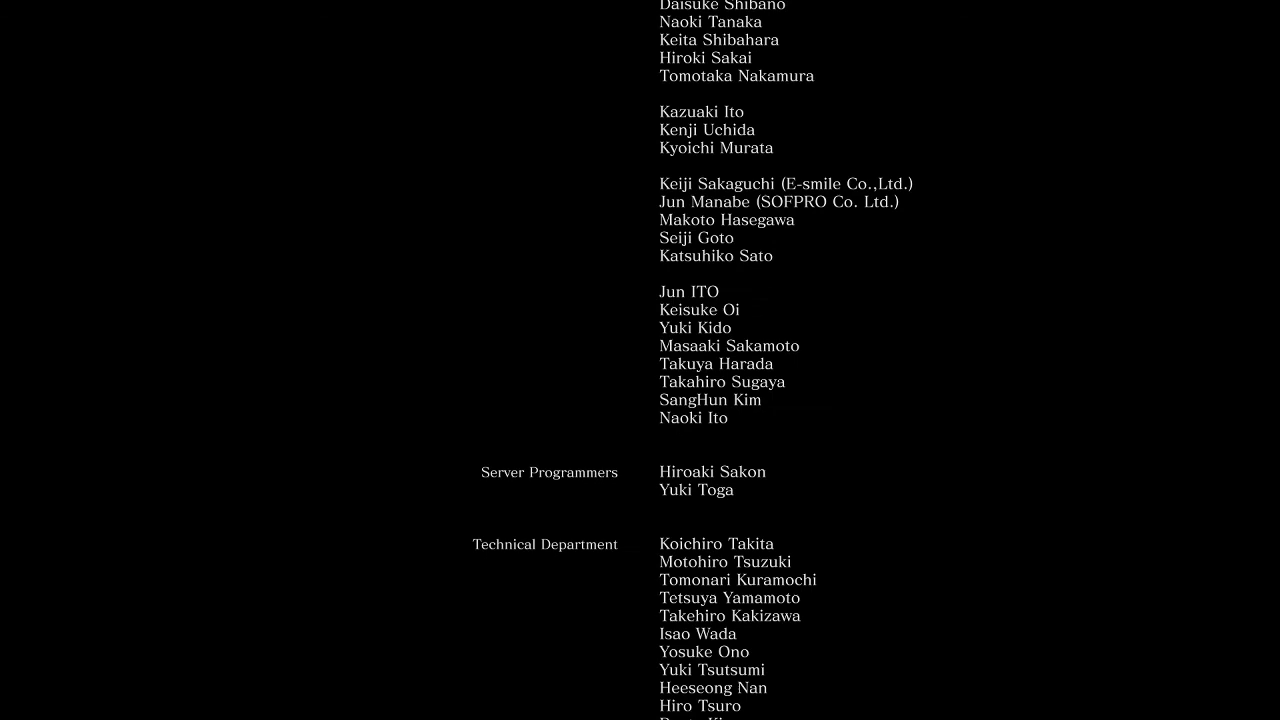 Daisuke Shibano
Naoki Tanaka
Keita Shibahara
Hiroki Sakai
Tomotaka Nakamura
Kazuaki Ito
Kenji Uchida
Kyoichi Murata
Keiji Sakaguchi (E-smile Co.,Ltd.)
Jun Manabe (SOFPRO Co. Ltd.)
Makoto Hasegawa
Seiji Goto
Katsuhiko Sato
Jun ITO
Keisuke Oi
Yuki Kido
Masaaki Sakamoto
Takuya Harada
Takahiro Sugaya
SangHun Kim
Naoki Ito
Server Programmers Hiroaki Sakon
Yuki Toga
Technical Department Koichiro Takita
Motohiro Tsuzuki
Tomonari Kuramochi
Tetsuya Yamamoto
Takehiro Kakizawa
Isao Wada
Yosuke Ono
Yuki Tsutsumi
Heeseong Nan
Hiro Tsuro